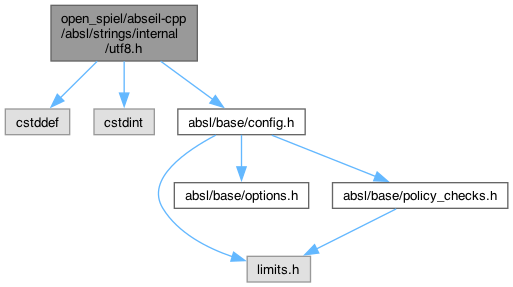 open_spiel/abseil-cpp
/absl/strings/internal
/utf8.h
cstddef
cstdint
absl/base/config.h
absl/base/options.h
absl/base/policy_checks.h
limits.h